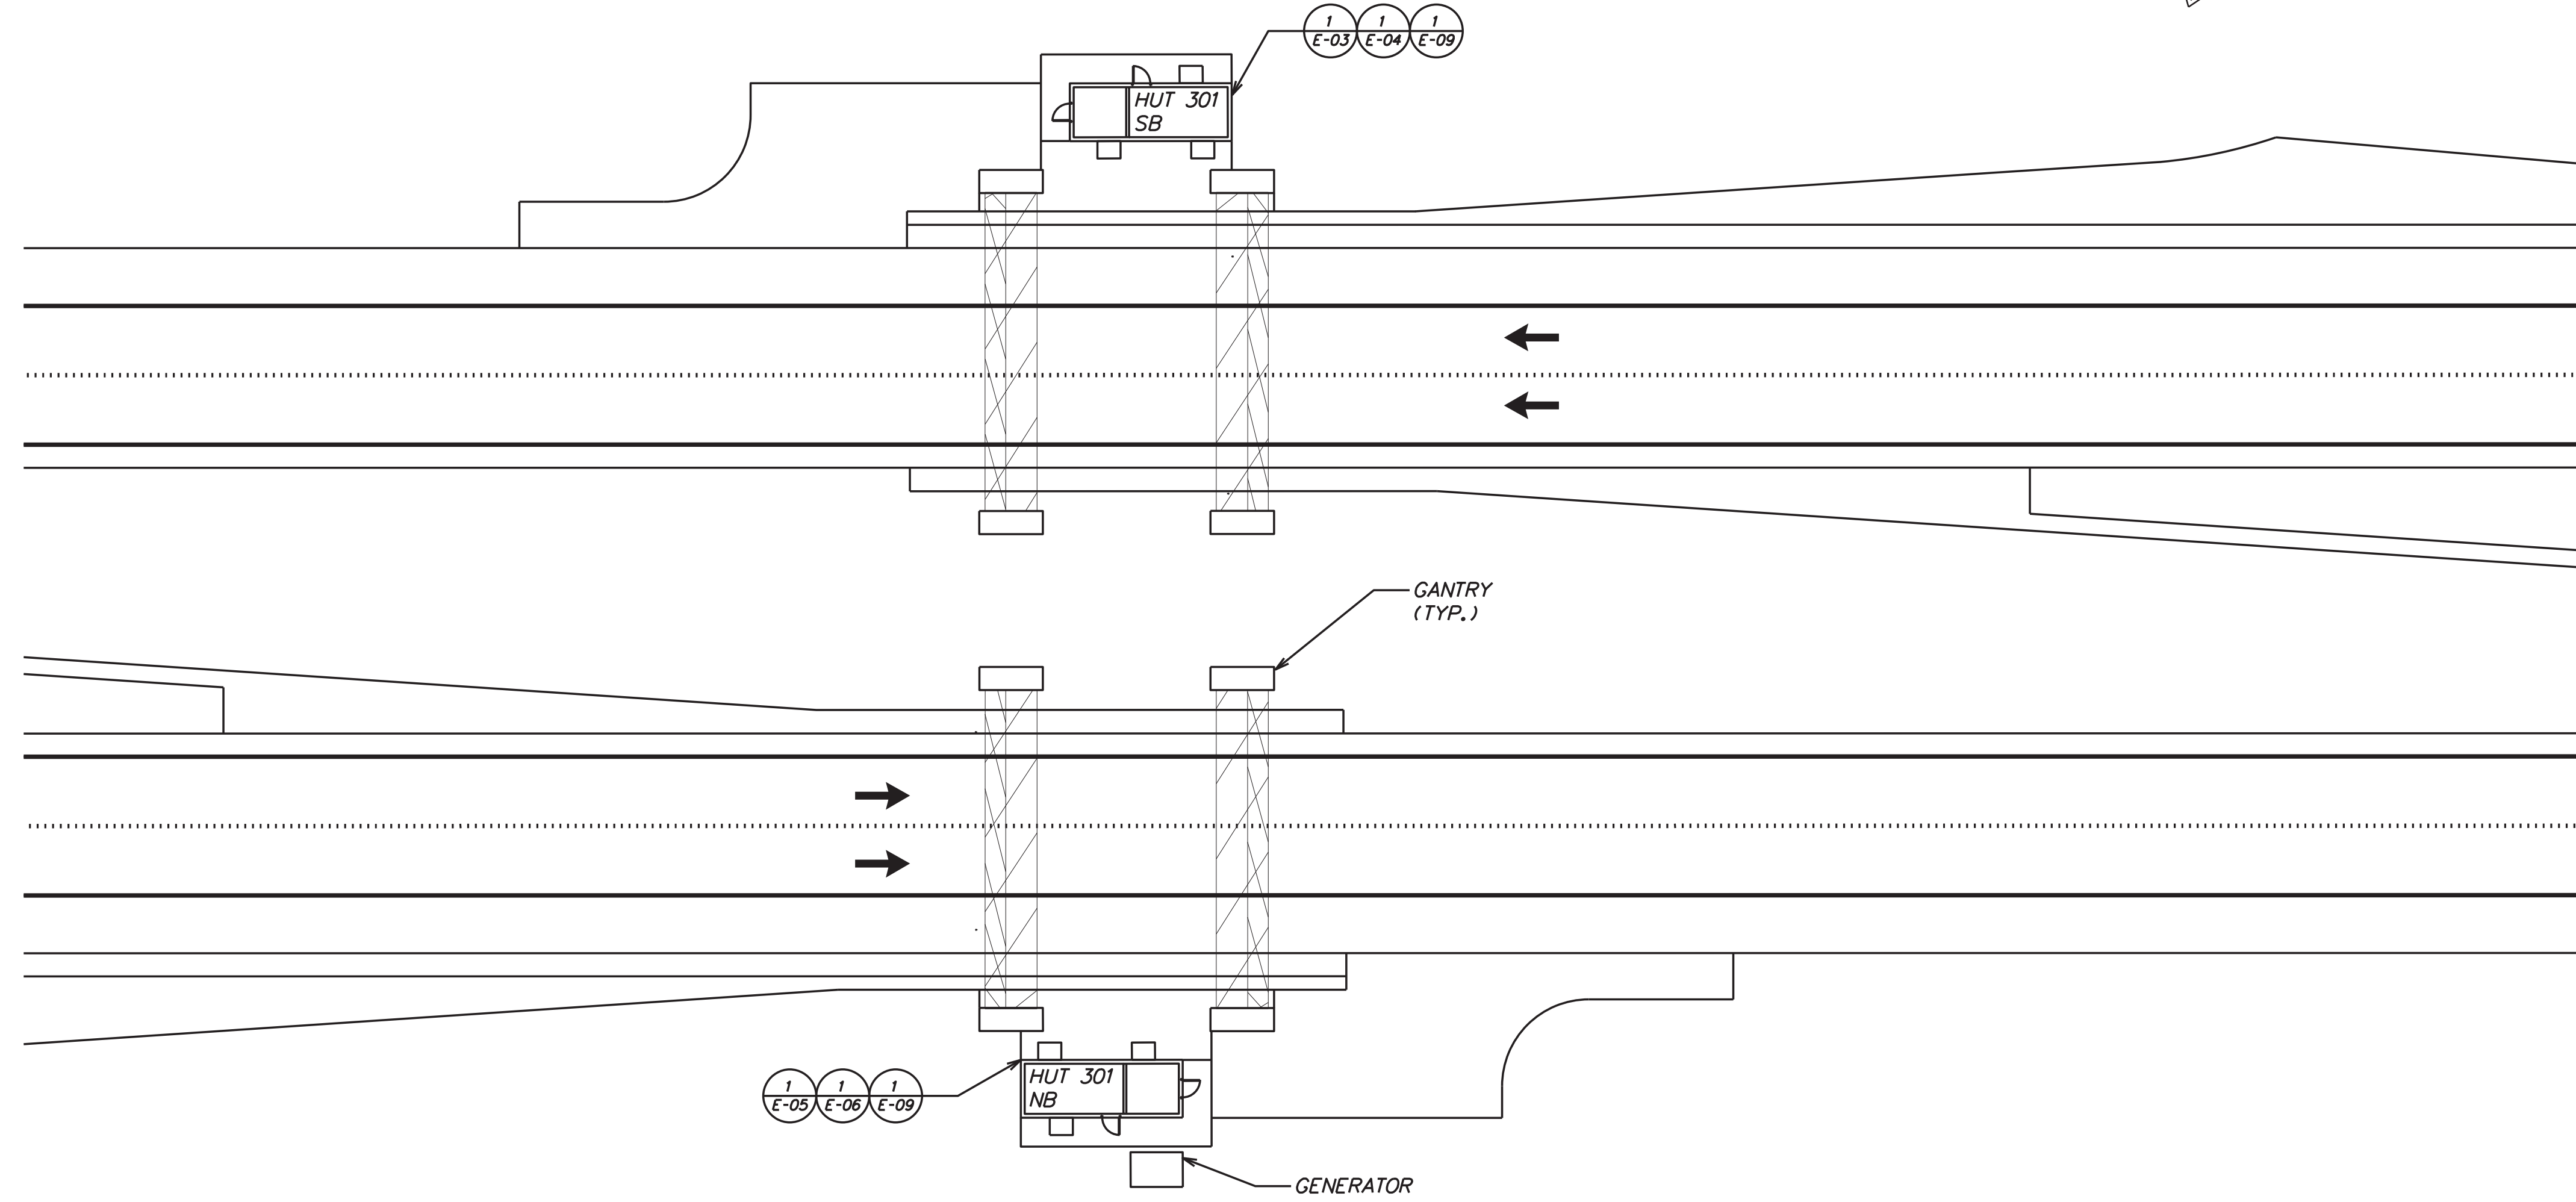 1 1 1
E-03 E-04 E-09
HUT 301
SB
GANTRY
(TYP.)
1 1 1
E-05 E-06 E-09
HUT 301
NB
GENERATOR